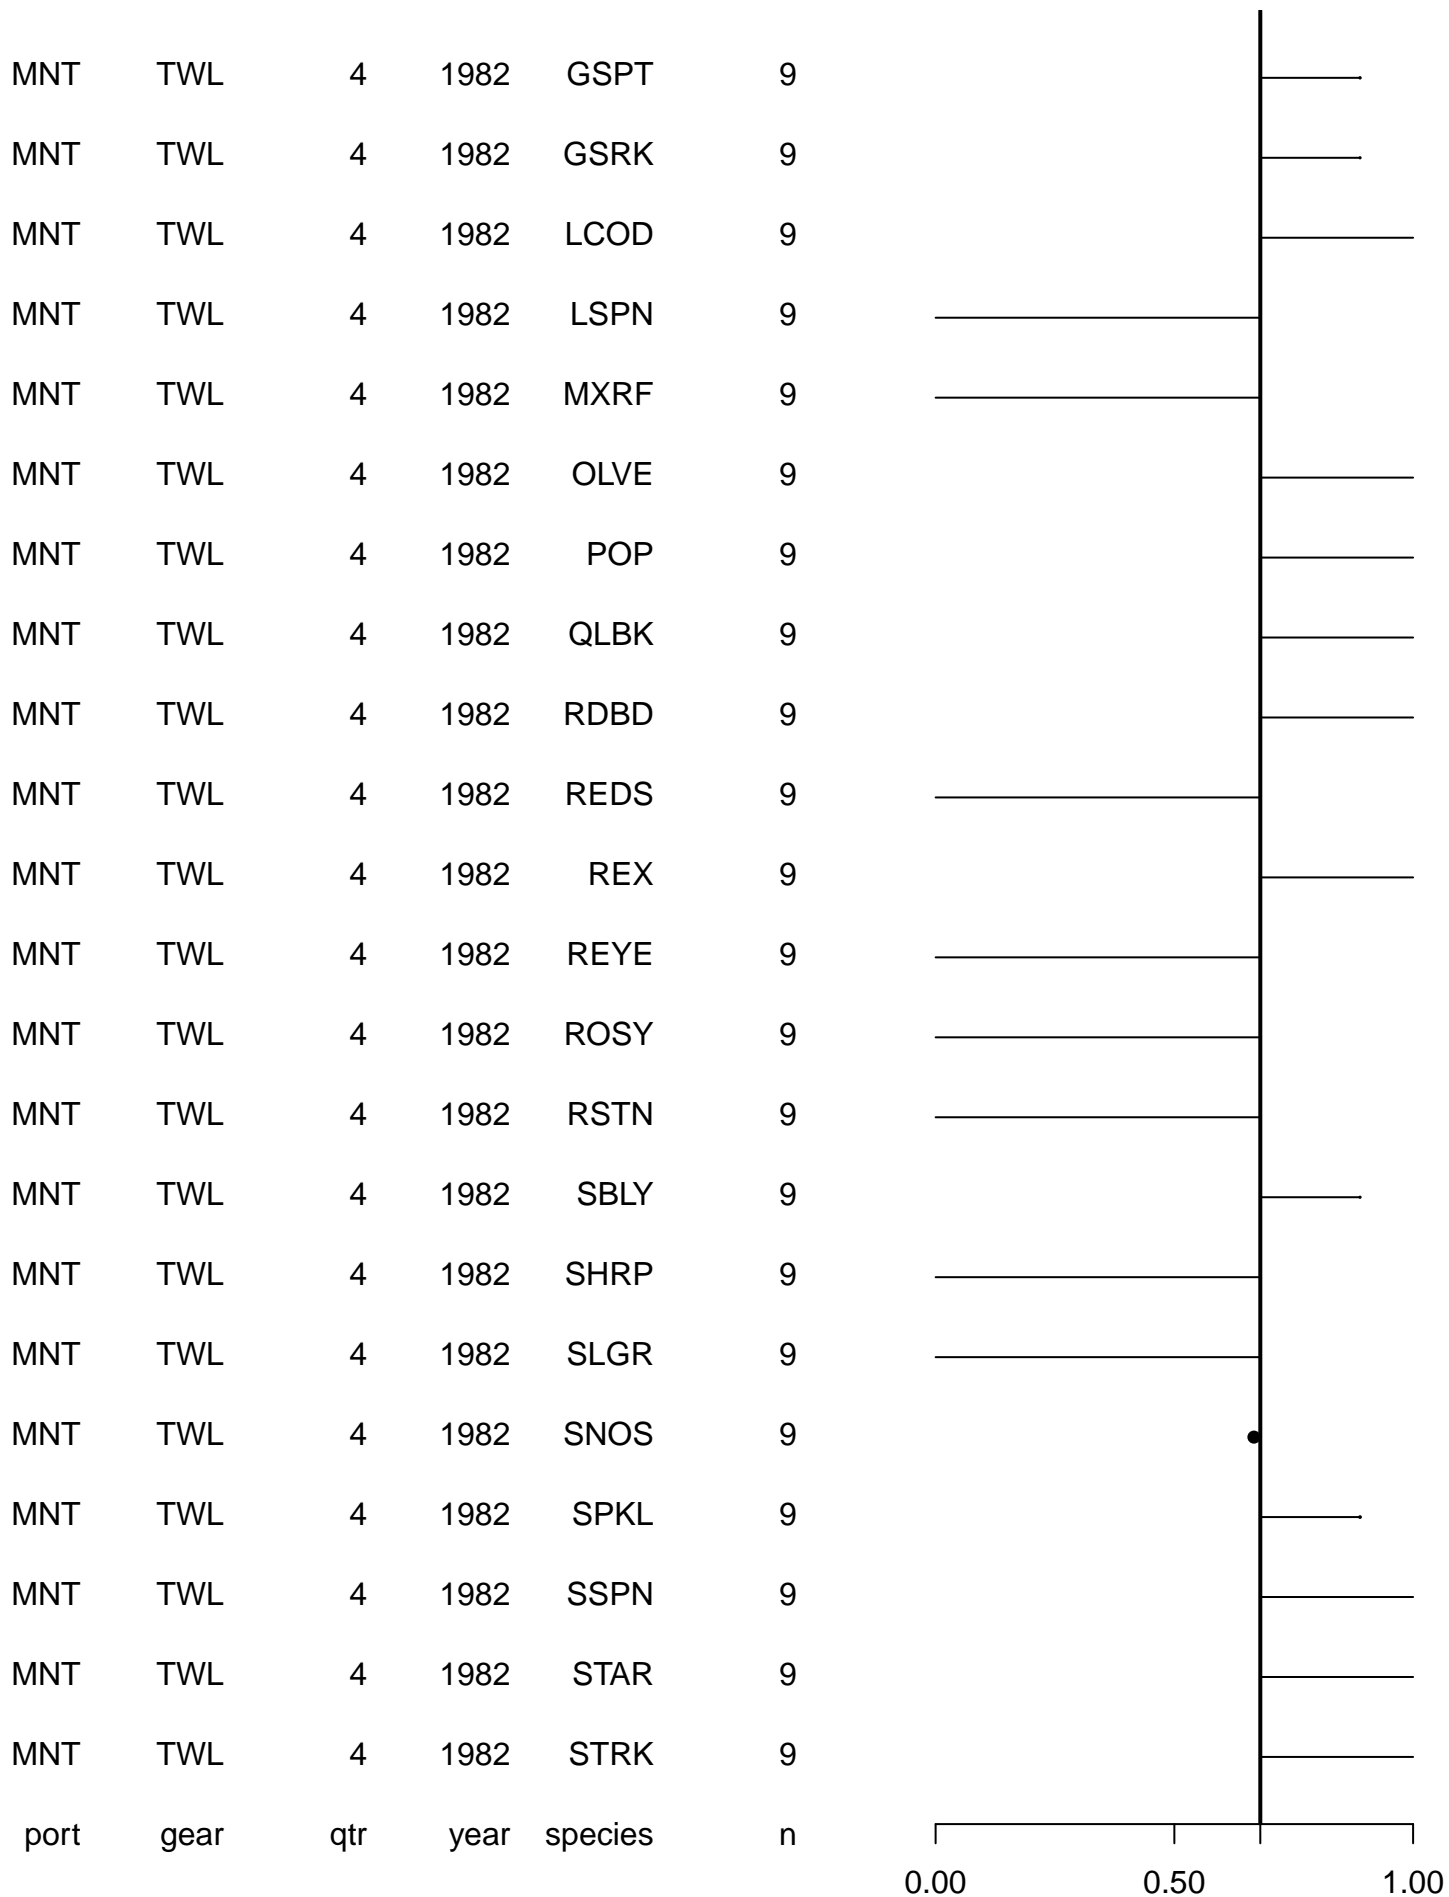 MNT TWL 4 1982 GSPT 9
MNT TWL 4 1982 GSRK 9
MNT TWL 4 1982 LCOD 9
MNT TWL 4 1982 LSPN 9
MNT TWL 4 1982 MXRF 9
MNT TWL 4 1982 OLVE 9
MNT TWL 4 1982 POP 9
MNT TWL 4 1982 QLBK 9
MNT TWL 4 1982 RDBD 9
MNT TWL 4 1982 REDS 9
MNT TWL 4 1982 REX 9
MNT TWL 4 1982 REYE 9
MNT TWL 4 1982 ROSY 9
MNT TWL 4 1982 RSTN 9
MNT TWL 4 1982 SBLY 9
MNT TWL 4 1982 SHRP 9
MNT TWL 4 1982 SLGR 9
MNT TWL 4 1982 SNOS 9
MNT TWL 4 1982 SPKL 9
MNT TWL 4 1982 SSPN 9
MNT TWL 4 1982 STAR 9
MNT TWL 4 1982 STRK 9
port gear qtr year species n
0.00 0.50 1.00